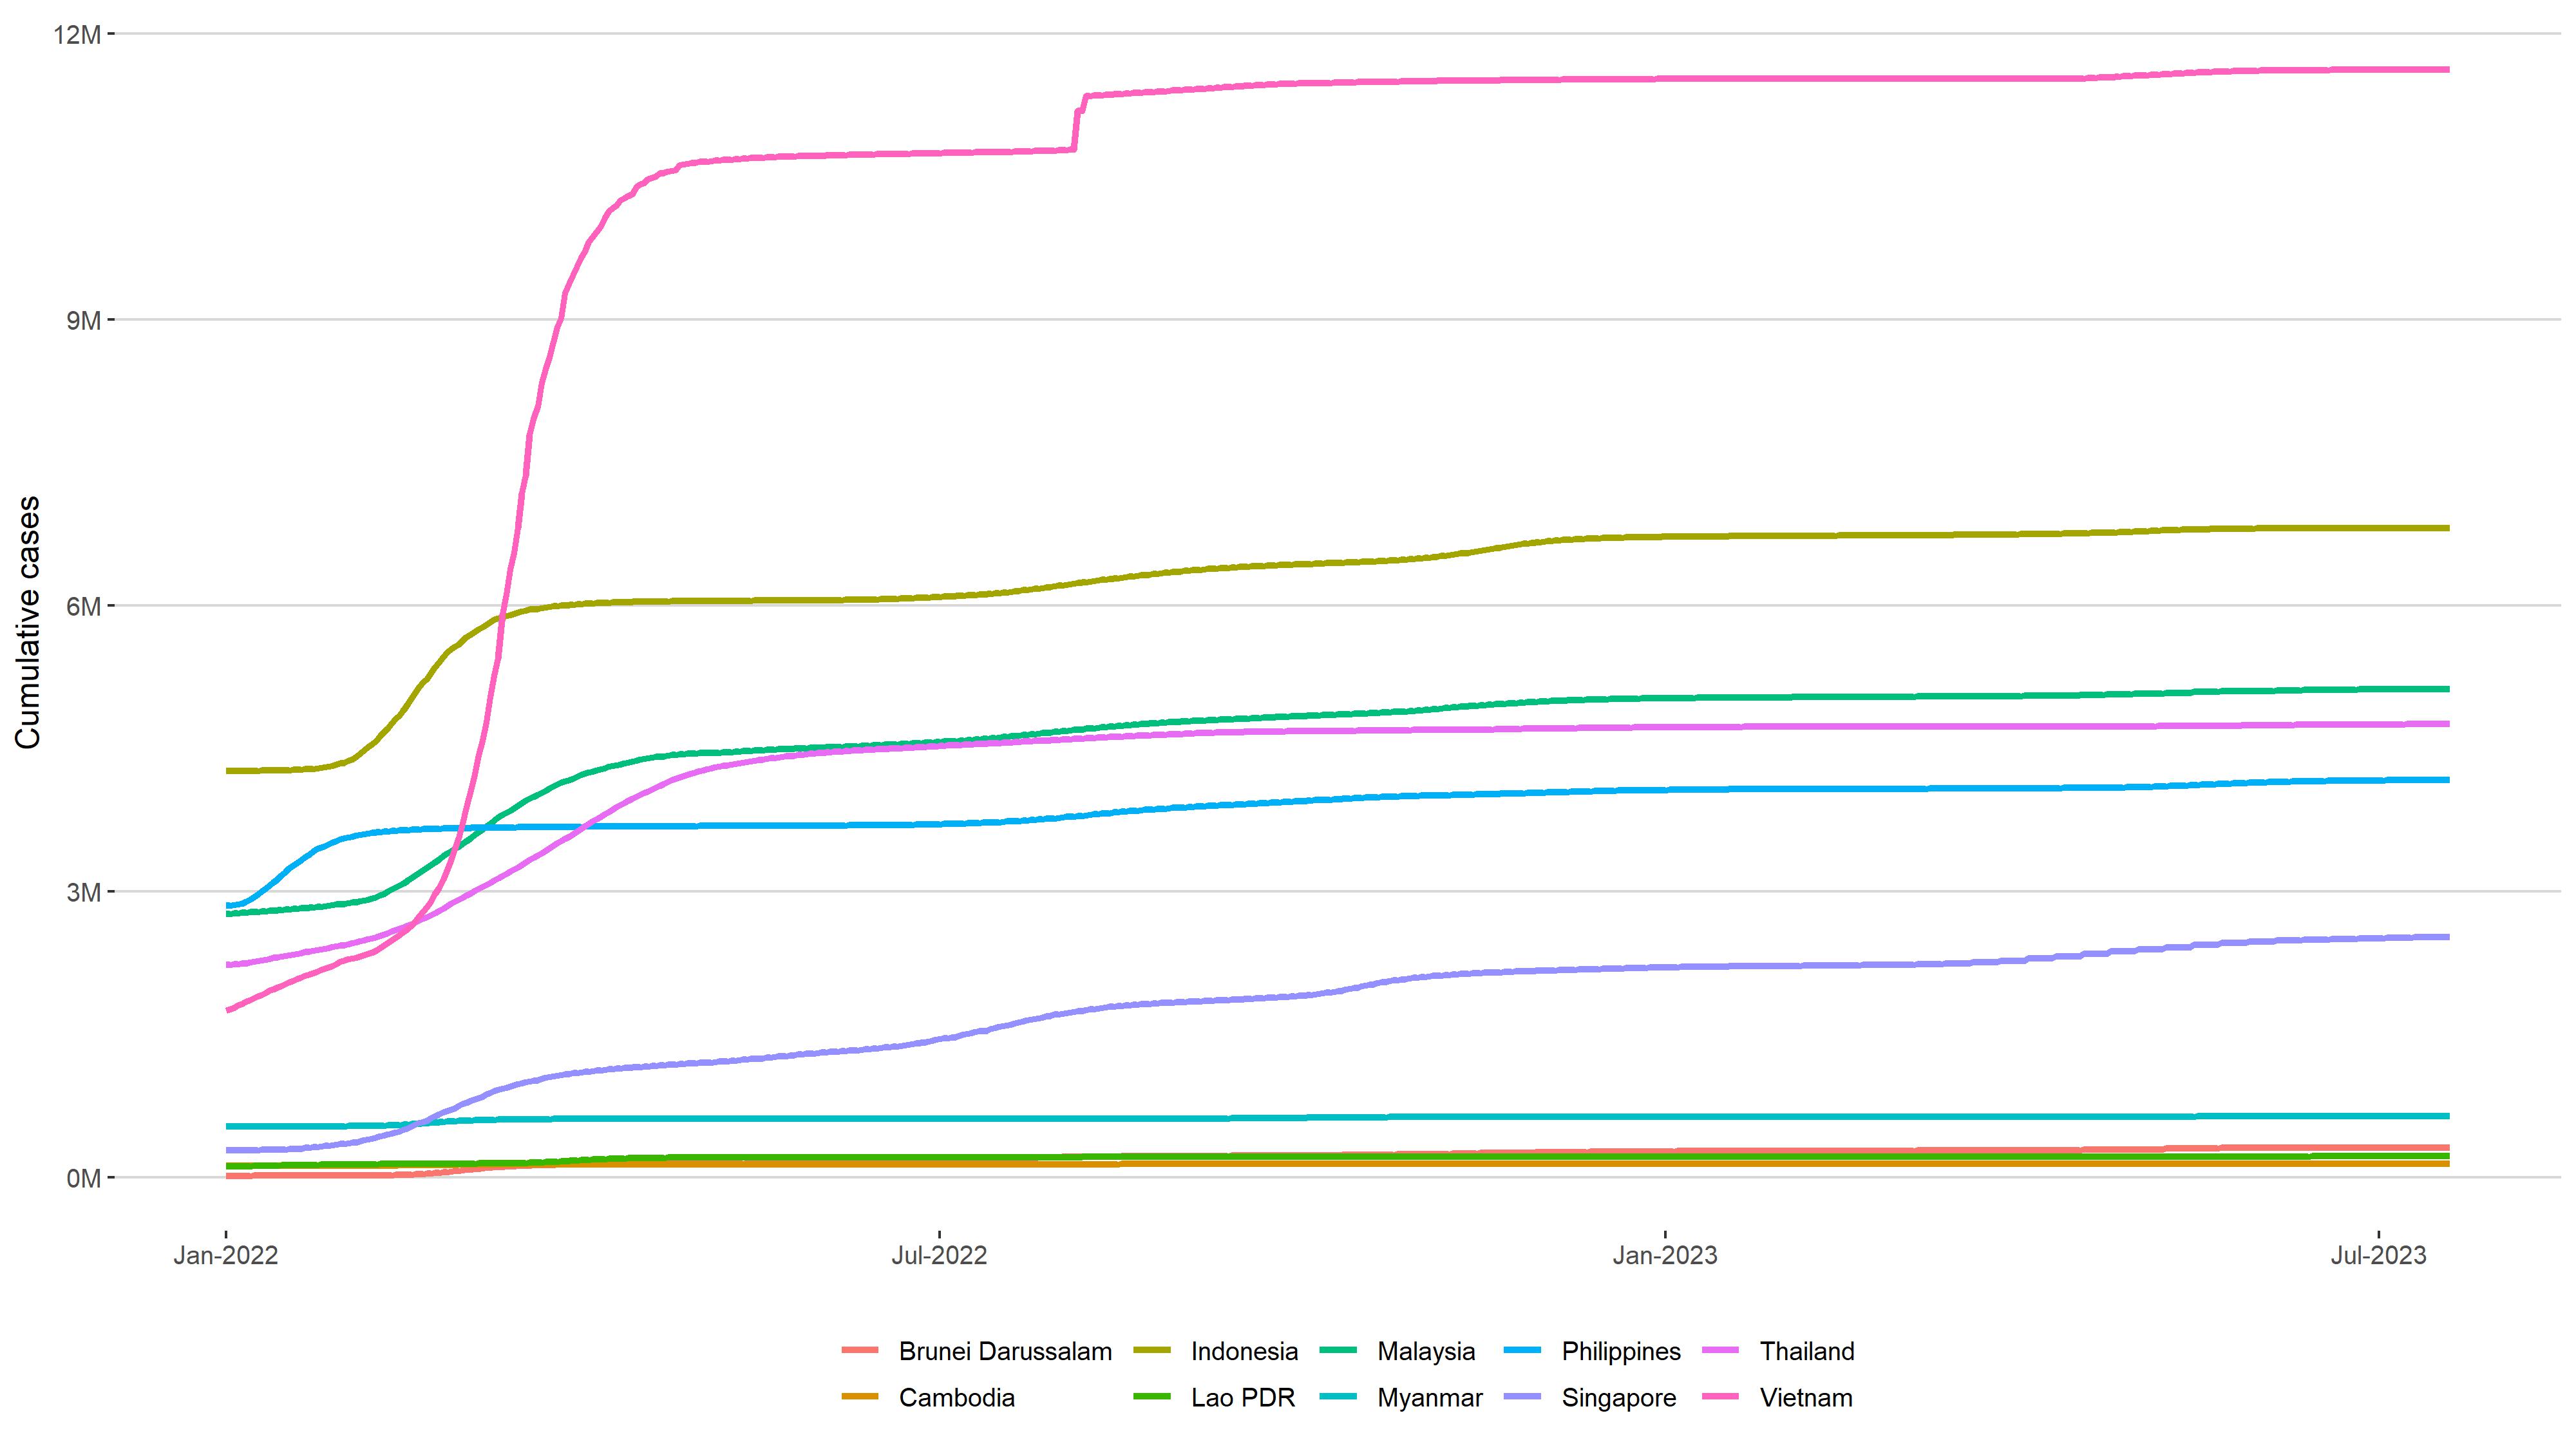 Cumulative cases
12M
9M
6M
3M
0M
Jan-2022 Jul-2022 Jan-2023 Jul-2023
Brunei Darussalam Indonesia Malaysia Philippines Thailand
Cambodia Lao PDR Myanmar Singapore Vietnam